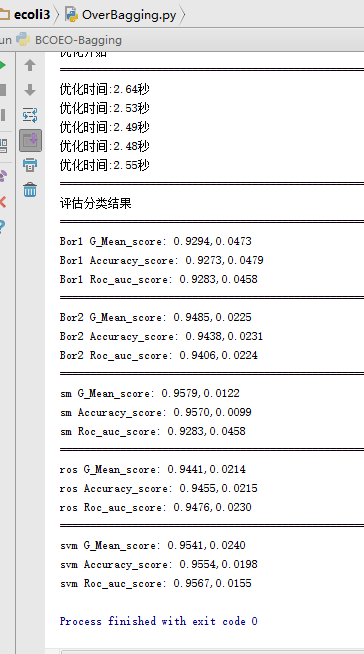 ecoli3 OverBagging.py
un BCOEO-Bagging
优化开始
优化时间:2.64秒
优化时间:2.53秒
优化时间:2.49秒
优化时间:2.48秒
优化时间:2.55秒
评估分类结果
Bor1 G_Mean_score: 0.9294,0.0473
Bor1 Accuracy_score: 0.9273,0.0479
Bor1 Roc_auc_score: 0.9283,0.0458
Bor2 G_Mean_score: 0.9485,0.0225
Bor2 Accuracy_score: 0.9438,0.0231
Bor2 Roc_auc_score: 0.9406,0.0224
sm G_Mean_score: 0.9579,0.0122
sm Accuracy_score: 0.9570,0.0099
sm Roc_auc_score: 0.9283,0.0458
ros G_Mean_score: 0.9441,0.0214
ros Accuracy_score: 0.9455,0.0215
ros Roc_auc_score: 0.9476,0.0230
svm G_Mean_score: 0.9541,0.0240
svm Accuracy_score: 0.9554,0.0198
svm Roc_auc_score: 0.9567,0.0155
Process finished with exit code 0